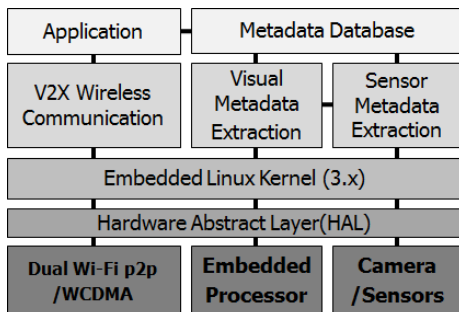 Application
Metadata Database
V2X Wireless
Communication
Visual
Metadata
Extraction
Sensor
Metadata
Extraction
Embedded Linux Kernel (3.x)
Hardware Abstract Layer(HAL)
Dual Wi-Fi p2p
/WCDMA
Embedded
Processor
Camera
/Sensors